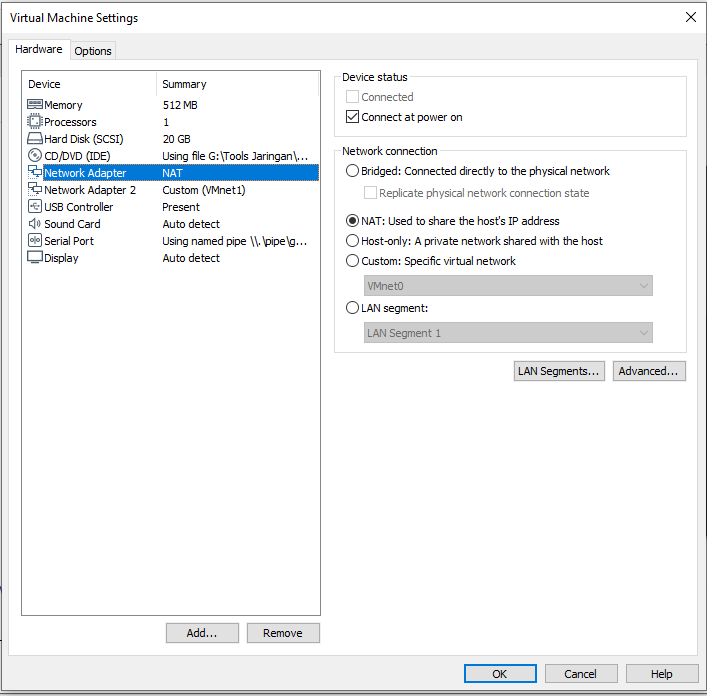 Virtual Machine Settings
Hardware Options
Device Summary
Memory 512 MB
Processors 1
Hard Disk (SCSI) 20 GB
CD/DVD (IDE) Using file G:\Tools Jaringan\...
Network Adapter NAT
Network Adapter 2 Custom (VMnet1)
USB Controller Present
Sound Card Auto detect
Serial Port Using named pipe \\.\pipe\g...
Display Auto detect
Add... Remove
Device status
Connected
Connect at power on
Network connection
Bridged: Connected directly to the physical network
Replicate physical network connection state
NAT: Used to share the host's IP address
Host-only: A private network shared with the host
Custom: Specific virtual network
VMnet0
LAN segment:
LAN Segment 1
LAN Segments... Advanced...
OK Cancel Help